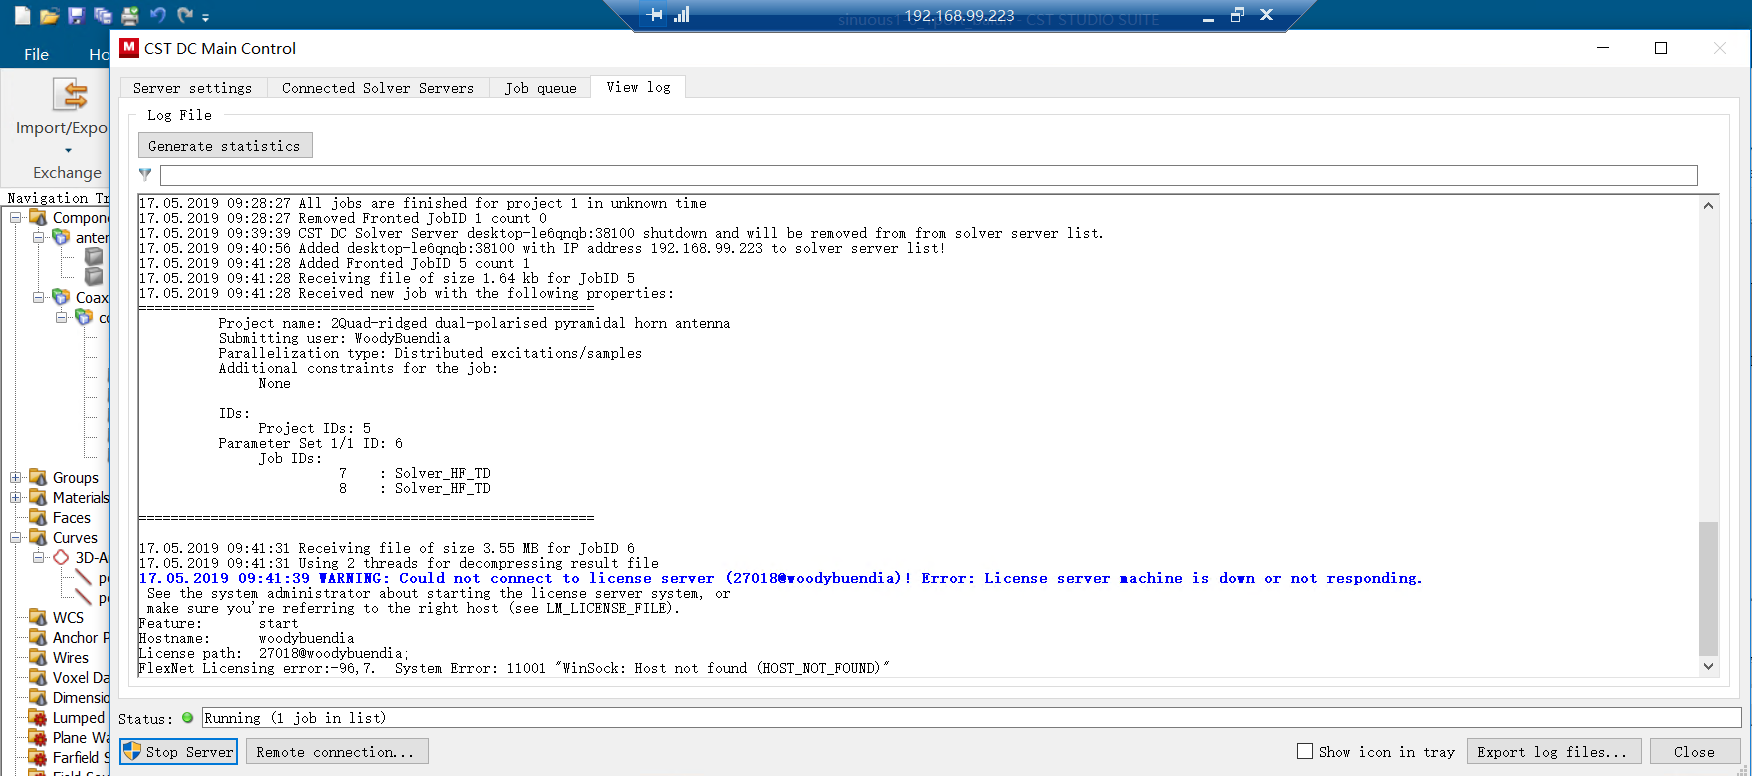 192.168.99.223
File
Ho
CST DC Main Control
Server settings
Connected Solver Servers
Job queue
View log
Import/Expo
Exchange
Log File
Generate statistics
Navigation Tr
Compone
anter
Coax
co
Groups
Materials
Faces
Curves
3D-A
po
po
WCS
Anchor P
Wires
Voxel Da
Dimensio
Lumped
Plane Wa
Farfield S
17.05.2019 09:28:27 All jobs are finished for project 1 in unknown time
17.05.2019 09:28:27 Removed Fronted JobID 1 count 0
17.05.2019 09:39:39 CST DC Solver Server desktop-le6qnqb:38100 shutdown and will be removed from from solver server list.
17.05.2019 09:40:56 Added desktop-le6qnqb:38100 with IP address 192.168.99.223 to solver server list!
17.05.2019 09:41:28 Added Fronted JobID 5 count 1
17.05.2019 09:41:28 Receiving file of size 1.64 kb for JobID 5
17.05.2019 09:41:28 Received new job with the following properties:
=========================================================
Project name: 2Quad-ridged dual-polarised pyramidal horn antenna
Submitting user: WoodyBuendia
Parallelization type: Distributed excitations/samples
Additional constraints for the job:
None
IDs:
Project IDs: 5
Parameter Set 1/1 ID: 6
Job IDs:
7 : Solver_HF_TD
8 : Solver_HF_TD
=========================================================
17.05.2019 09:41:31 Receiving file of size 3.55 MB for JobID 6
17.05.2019 09:41:31 Using 2 threads for decompressing result file
17.05.2019 09:41:39 WARNING: Could not connect to license server (27018@woodybuendia)! Error: License server machine is down or not responding.
See the system administrator about starting the license server system, or
make sure you're referring to the right host (see LM_LICENSE_FILE).
Feature: start
Hostname: woodybuendia
License path: 27018@woodybuendia;
FlexNet Licensing error:-96,7. System Error: 11001 "WinSock: Host not found (HOST_NOT_FOUND)"
Status:
Running (1 job in list)
Stop Server
Remote connection...
Show icon in tray
Export log files...
Close